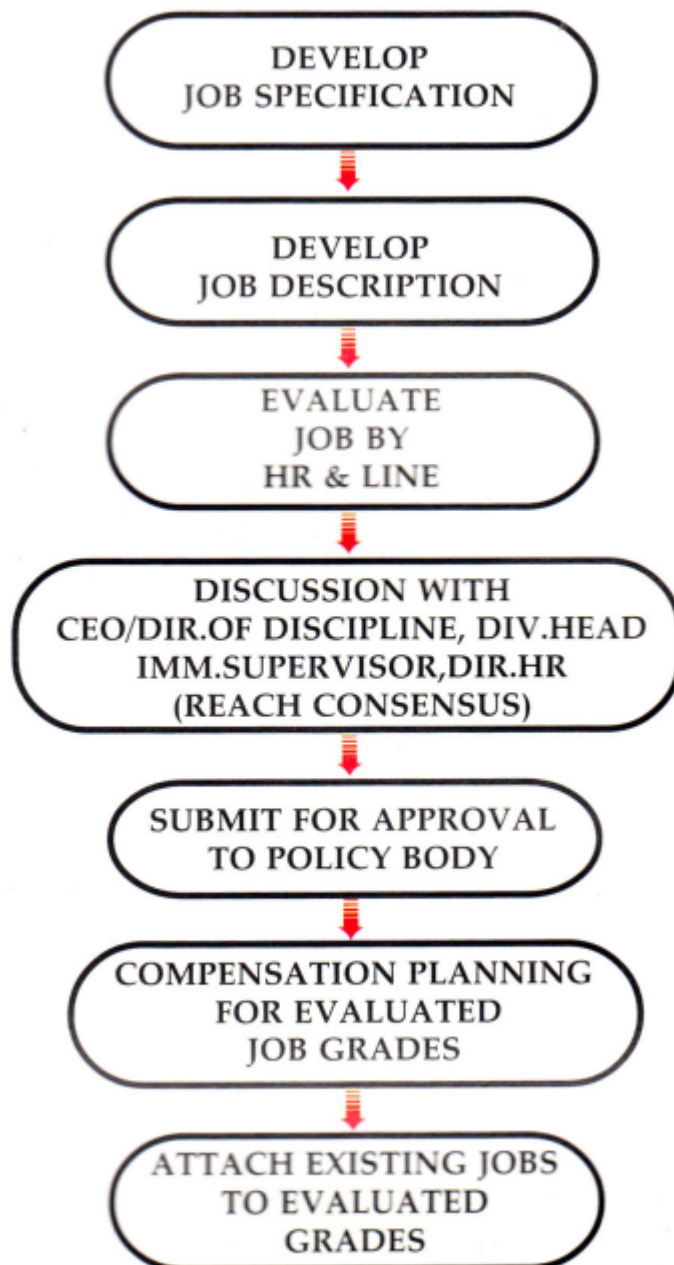 DEVELOP
JOB SPECIFICATION
DEVELOP
JOB DESCRIPTION
EVALUATE
JOB BY
HR & LINE
DISCUSSION WITH
CEO/DIR.OF DISCIPLINE, DIV.HEAD
IMM.SUPERVISOR,DIR.HR
(REACH CONSENSUS)
SUBMIT FOR APPROVAL
TO POLICY BODY
COMPENSATION PLANNING
FOR EVALUATED
JOB GRADES
ATTACH EXISTING JOBS
TO EVALUATED
GRADES